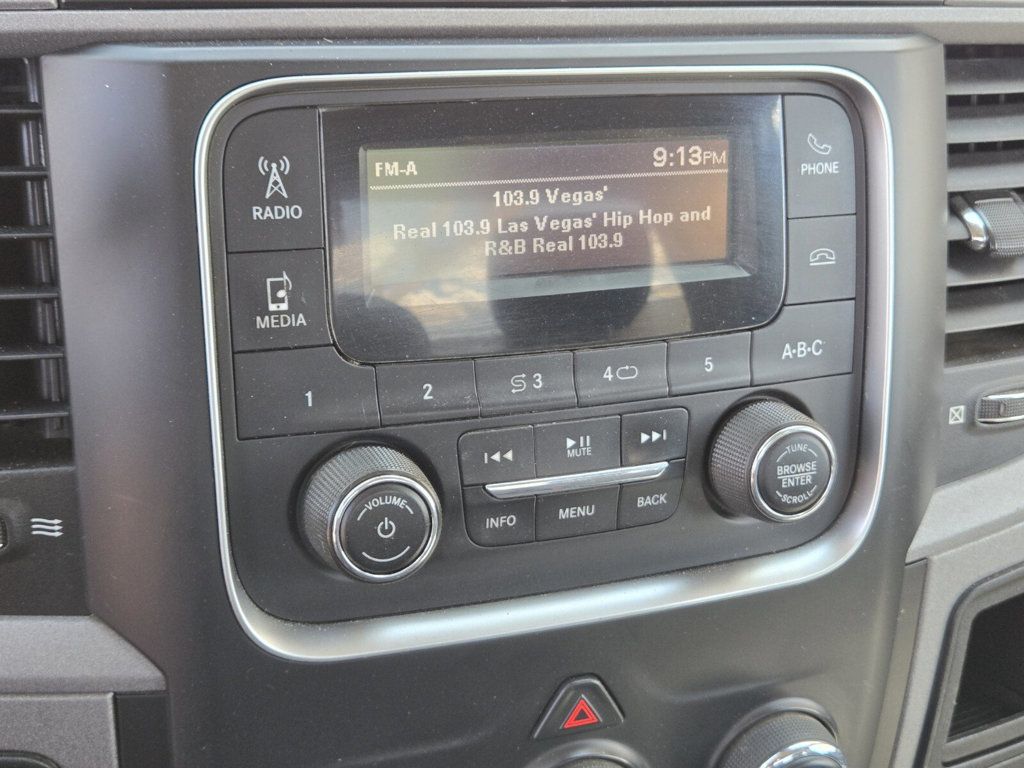 FM-A 9:13PM
103.9 Vegas'
Real 103.9 Las Vegas' Hip Hop and
R&B Real 103.9
RADIO
MEDIA
PHONE
1 2 3 4 5 A·B·C
MUTE
INFO MENU BACK
VOLUME
TUNE
BROWSE
ENTER
SCROLL